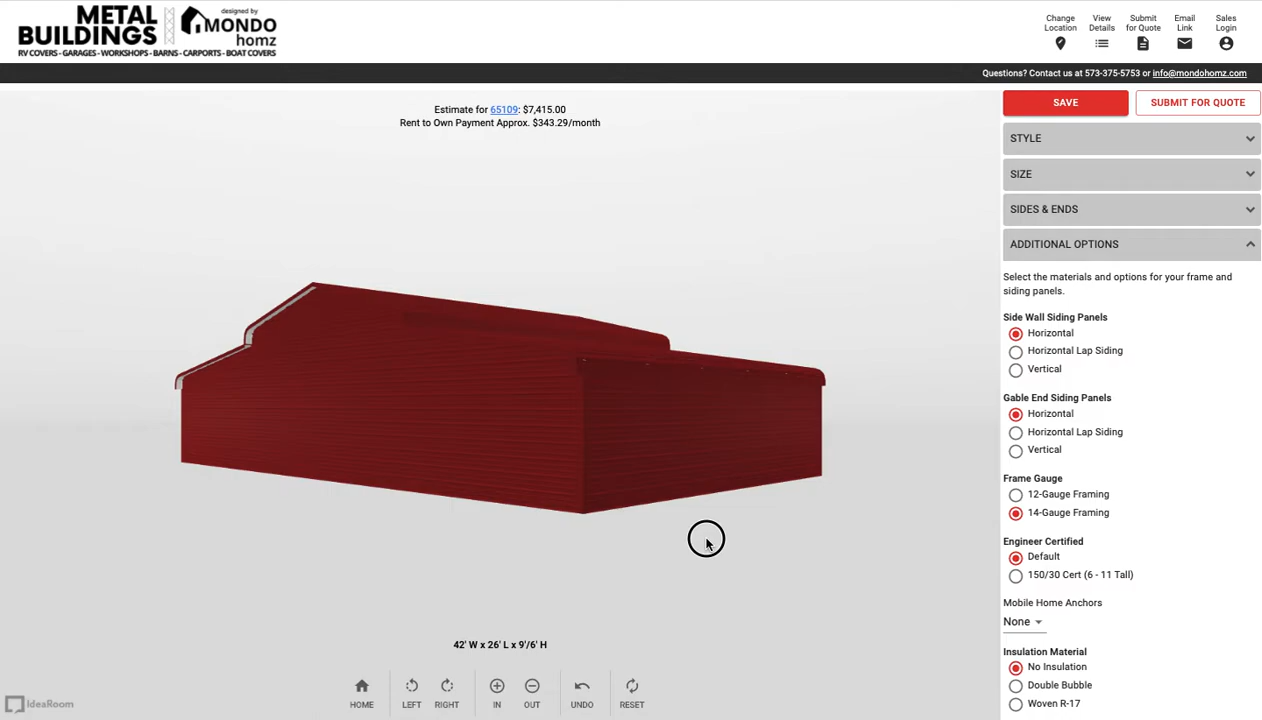 METAL
BUILDINGS
designed by
MONDO
homz
RV COVERS - GARAGES - WORKSHOPS - BARNS - CARPORTS - BOAT COVERS
Change
Location
View
Details
Submit
for Quote
Email
Link
Sales
Login
Questions? Contact us at 573-375-5753 or info@mondohomz.com
Estimate for 65109: $7,415.00
Rent to Own Payment Approx. $343.29/month
SAVE
SUBMIT FOR QUOTE
STYLE
SIZE
SIDES & ENDS
ADDITIONAL OPTIONS
Select the materials and options for your frame and
siding panels.
Side Wall Siding Panels
Horizontal
Horizontal Lap Siding
Vertical
Gable End Siding Panels
Horizontal
Horizontal Lap Siding
Vertical
Frame Gauge
12-Gauge Framing
14-Gauge Framing
Engineer Certified
Default
150/30 Cert (6 - 11 Tall)
Mobile Home Anchors
None
Insulation Material
No Insulation
Double Bubble
Woven R-17
42' W x 26' L x 9'/6' H
HOME
LEFT
RIGHT
IN
OUT
UNDO
RESET
IdeaRoom